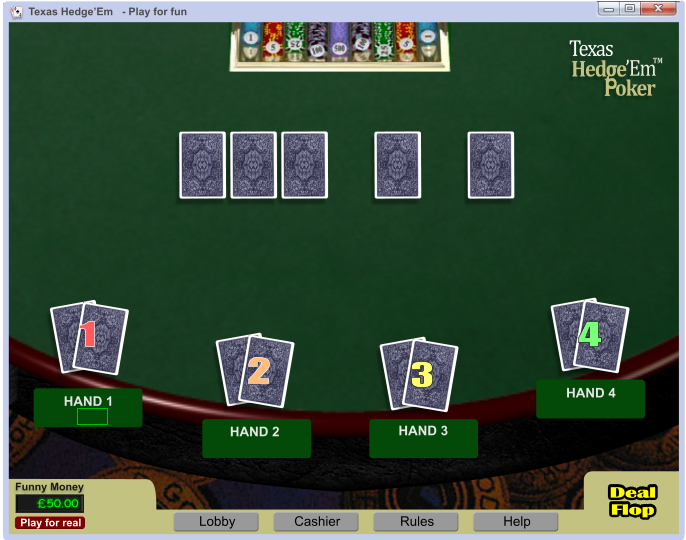 Texas Hedge'Em - Play for fun
Texas
Hedge'Em™
Poker
1
2
3
4
HAND 1
HAND 2
HAND 3
HAND 4
Funny Money
£50.00
Play for real
Lobby
Cashier
Rules
Help
Deal
Flop